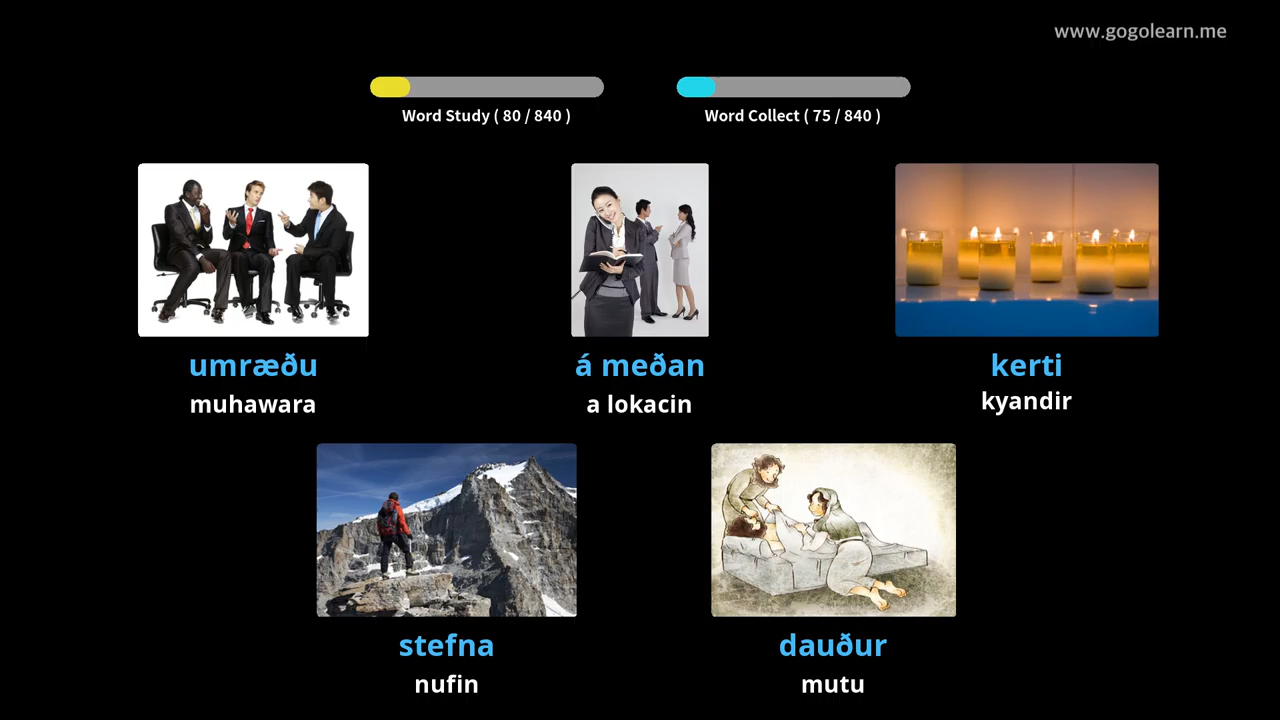 www.gogolearn.me
Word Study ( 80 / 840 )
Word Collect ( 75 / 840 )
umræðu
muhawara
á meðan
a lokacin
kerti
kyandir
stefna
nufin
dauður
mutu